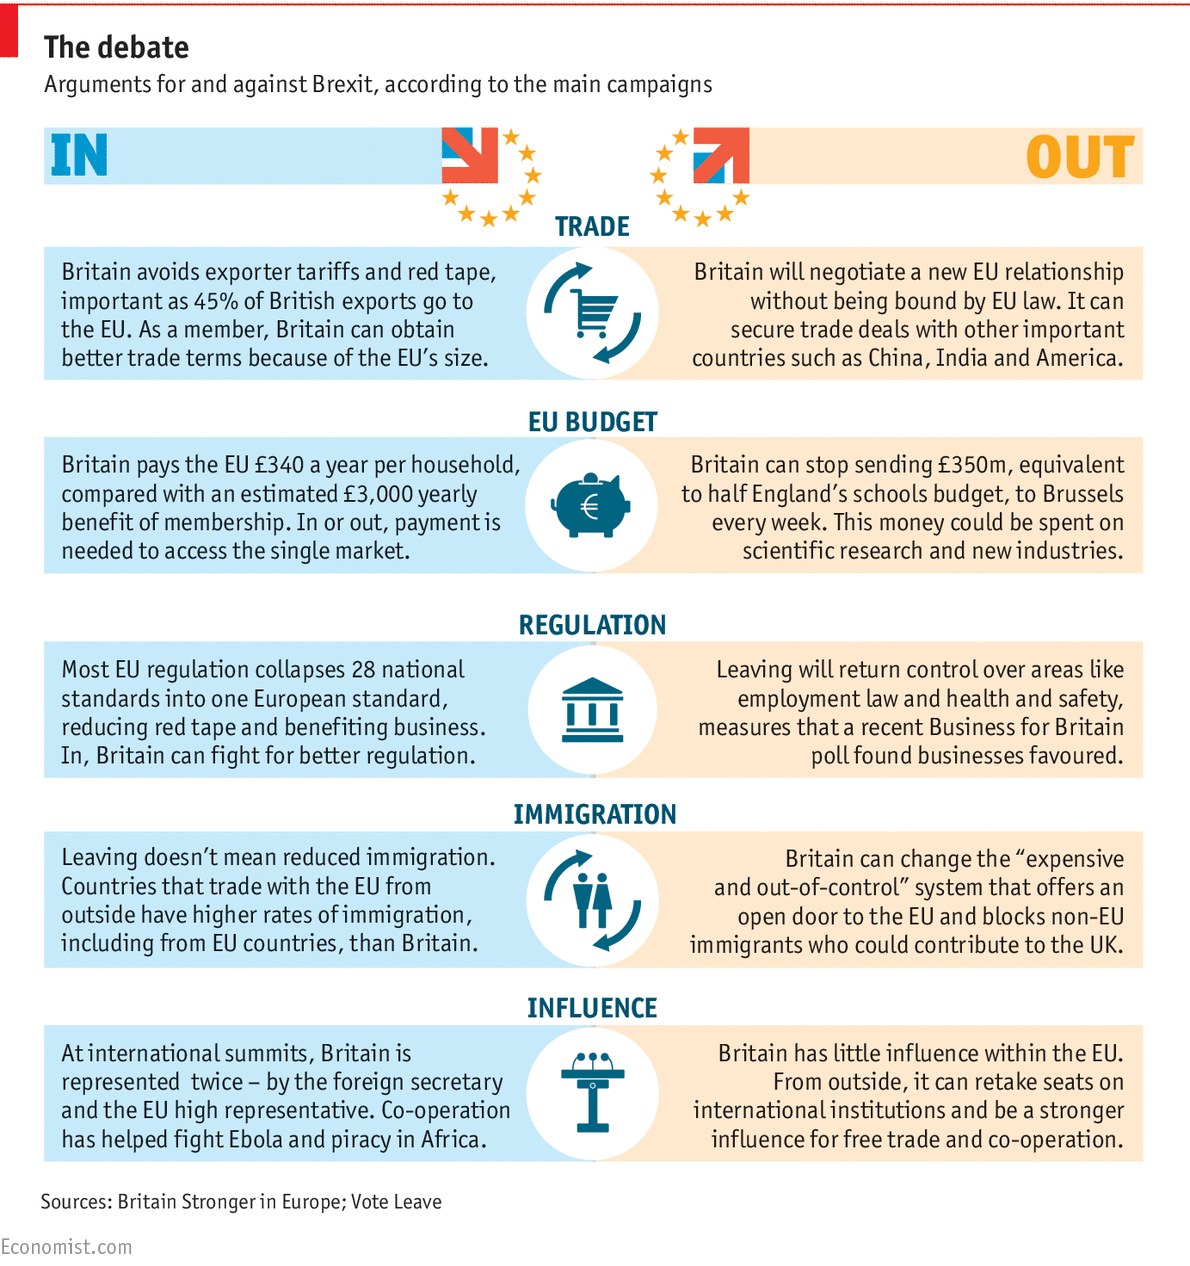 The debate
Arguments for and against Brexit, according to the main campaigns
IN
OUT
TRADE
Britain avoids exporter tariffs and red tape,
important as 45% of British exports go to
the EU. As a member, Britain can obtain
better trade terms because of the EU's size.
Britain will negotiate a new EU relationship
without being bound by EU law. It can
secure trade deals with other important
countries such as China, India and America.
EU BUDGET
Britain pays the EU £340 a year per household,
compared with an estimated £3,000 yearly
benefit of membership. In or out, payment is
needed to access the single market.
€
Britain can stop sending £350m, equivalent
to half England's schools budget, to Brussels
every week. This money could be spent on
scientific research and new industries.
REGULATION
Most EU regulation collapses 28 national
standards into one European standard,
reducing red tape and benefiting business.
In, Britain can fight for better regulation.
Leaving will return control over areas like
employment law and health and safety,
measures that a recent Business for Britain
poll found businesses favoured.
IMMIGRATION
Leaving doesn't mean reduced immigration.
Countries that trade with the EU from
outside have higher rates of immigration,
including from EU countries, than Britain.
Britain can change the “expensive
and out-of-control” system that offers an
open door to the EU and blocks non-EU
immigrants who could contribute to the UK.
INFLUENCE
At international summits, Britain is
represented twice – by the foreign secretary
and the EU high representative. Co-operation
has helped fight Ebola and piracy in Africa.
Britain has little influence within the EU.
From outside, it can retake seats on
international institutions and be a stronger
influence for free trade and co-operation.
Sources: Britain Stronger in Europe; Vote Leave
Economist.com